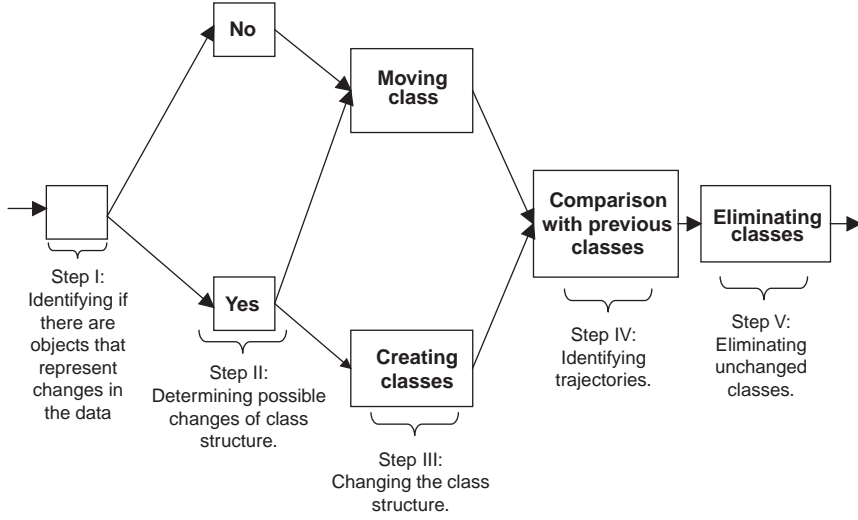 No
Moving
class
Yes
Creating
classes
Comparison
with previous
classes
Eliminating
classes
Step I:
Identifying if
there are
objects that
represent
changes in
the data
Step II:
Determining possible
changes of class
structure.
Step III:
Changing the class
structure.
Step IV:
Identifying
trajectories.
Step V:
Eliminating
unchanged
classes.